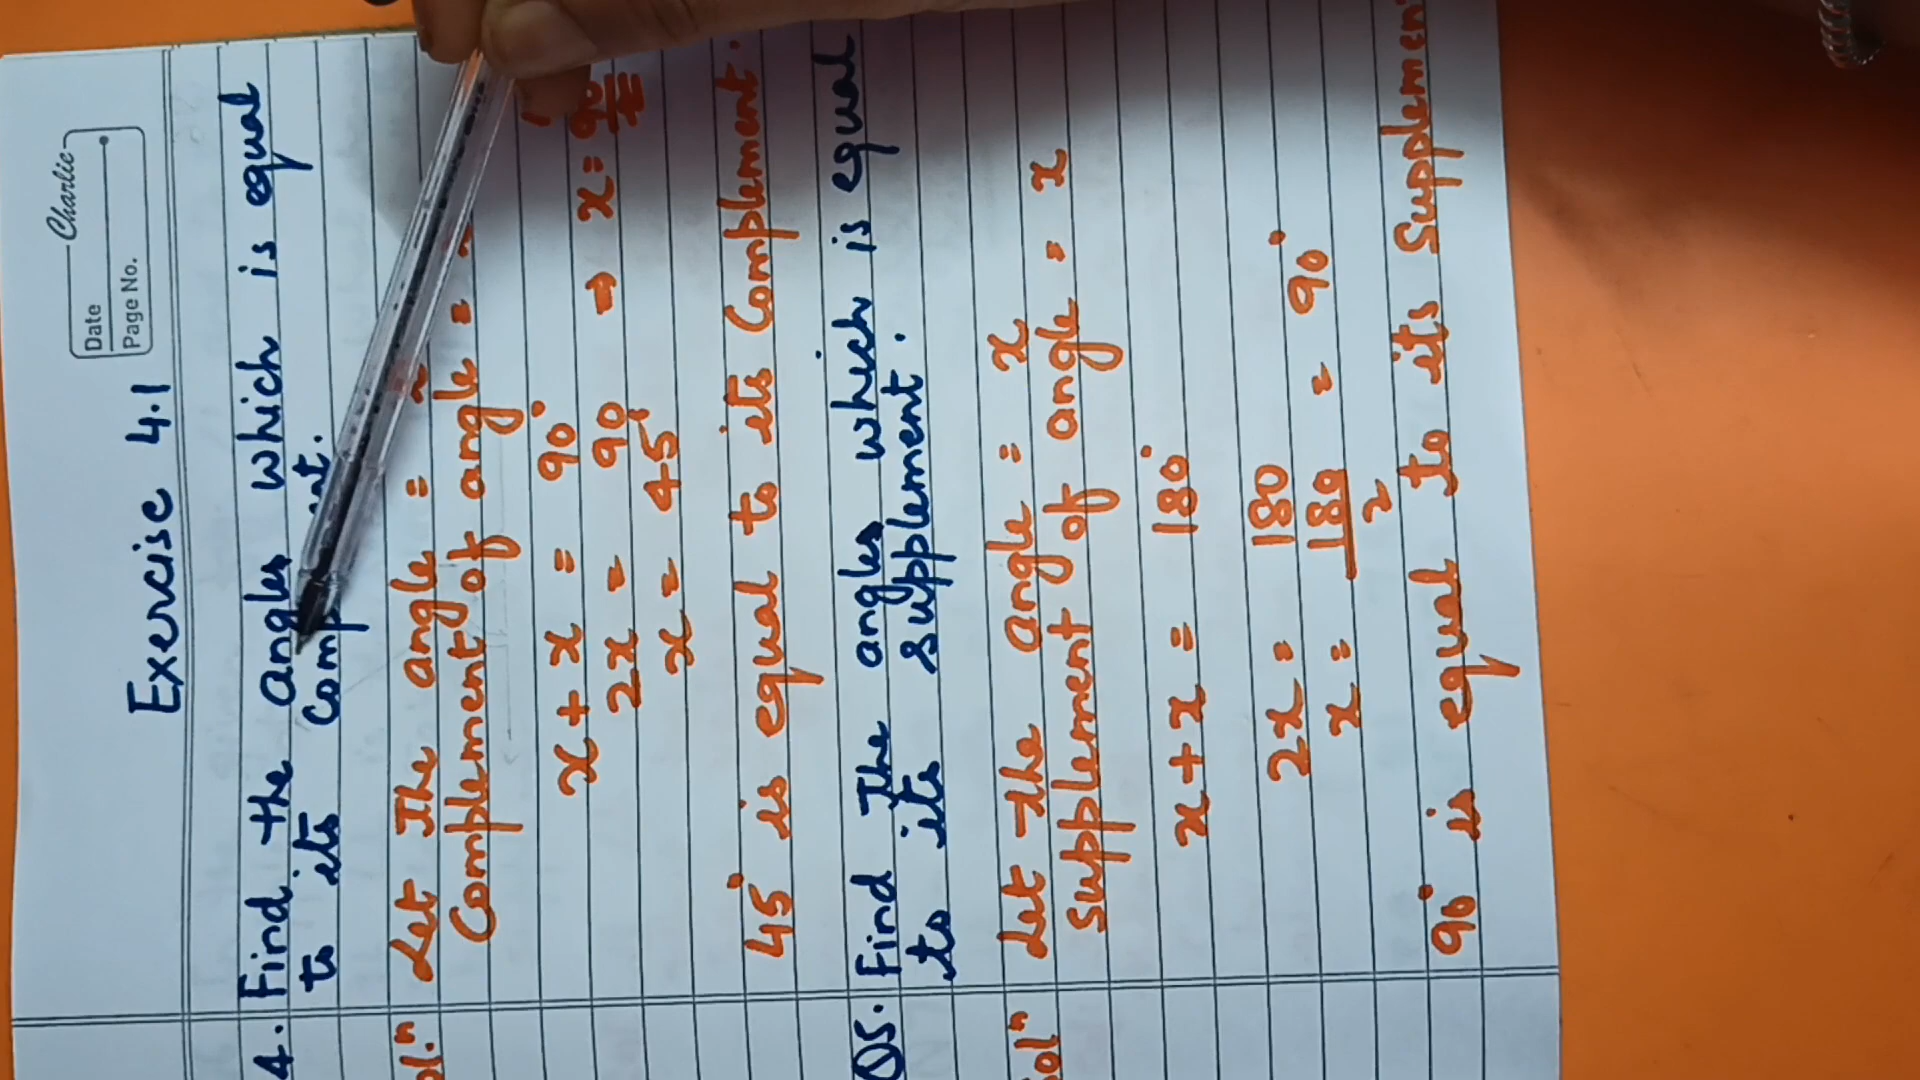 Charlie
Date
Page No.
Exercise 4.1
4. Find the angles which is equal
to its
Let The angle =
Complement of angle =
x + x = 90°
2x = 90 ⇒ x = 90
x = 45°
45° is equal to its Complement.
Q5. Find The angles which is equal
to its supplement.
Sol.ⁿ Let the angle = x
Supplement of angle = x
x + x = 180°
2x = 180
x = 180/2 = 90°
90° is equal to its Supplement